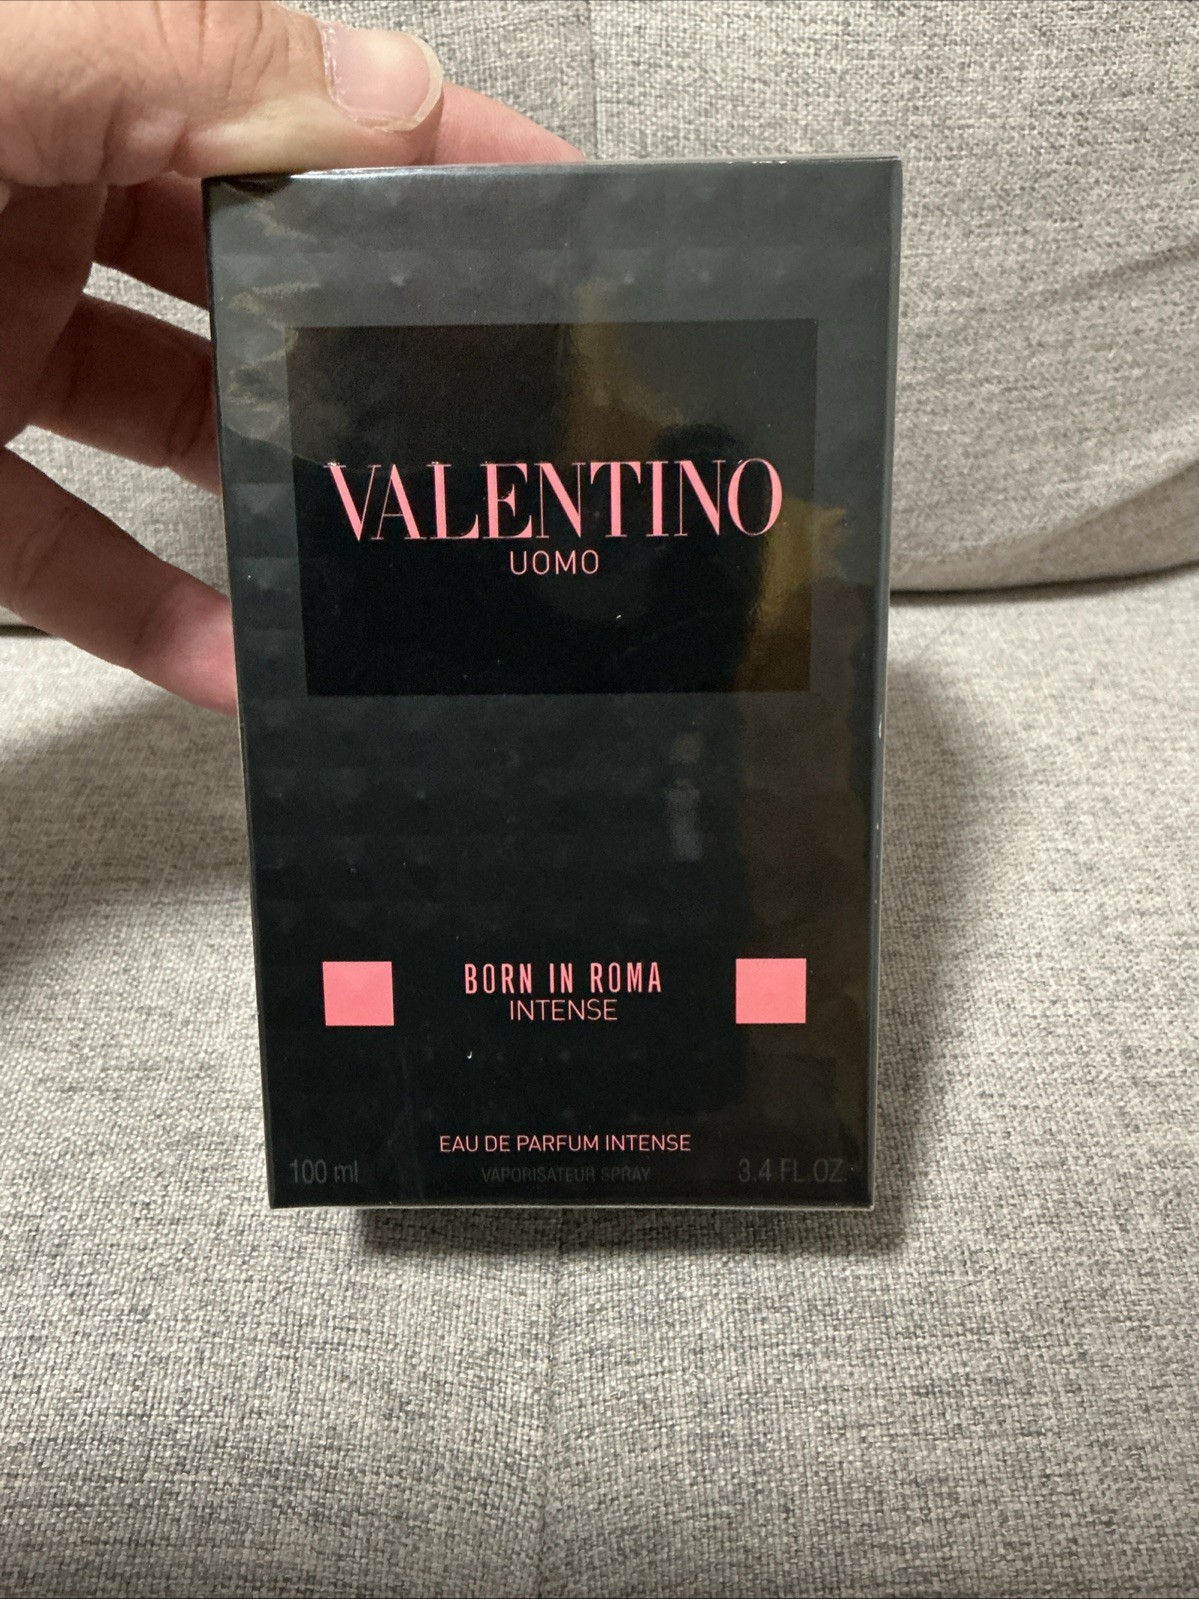 VALENTINO
UOMO
BORN IN ROMA
INTENSE
EAU DE PARFUM INTENSE
100 ml VAPORISATEUR SPRAY 3.4 FL.OZ.